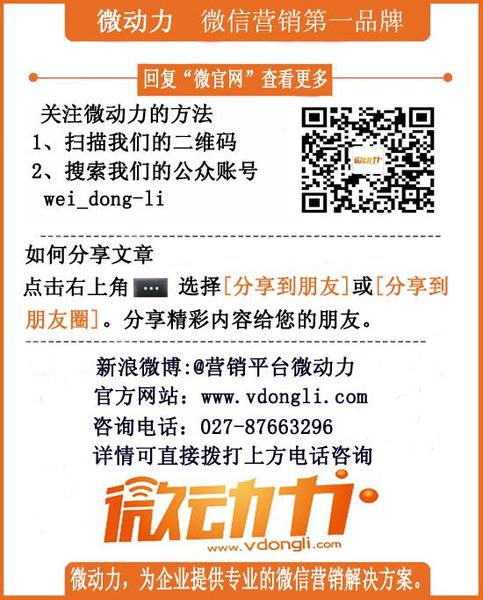 微动力 微信营销第一品牌
回复“微官网”查看更多
关注微动力的方法
1、扫描我们的二维码
2、搜索我们的公众账号
wei_dong-li
微动力
如何分享文章
点击右上角 ... 选择[分享到朋友]或[分享到
朋友圈]。分享精彩内容给您的朋友。
新浪微博:@营销平台微动力
官方网站：www.vdongli.com
咨询电话：027-87663296
详情可直接拨打上方电话咨询
微动力
www.vdongli.com
微动力，为企业提供专业的微信营销解决方案。